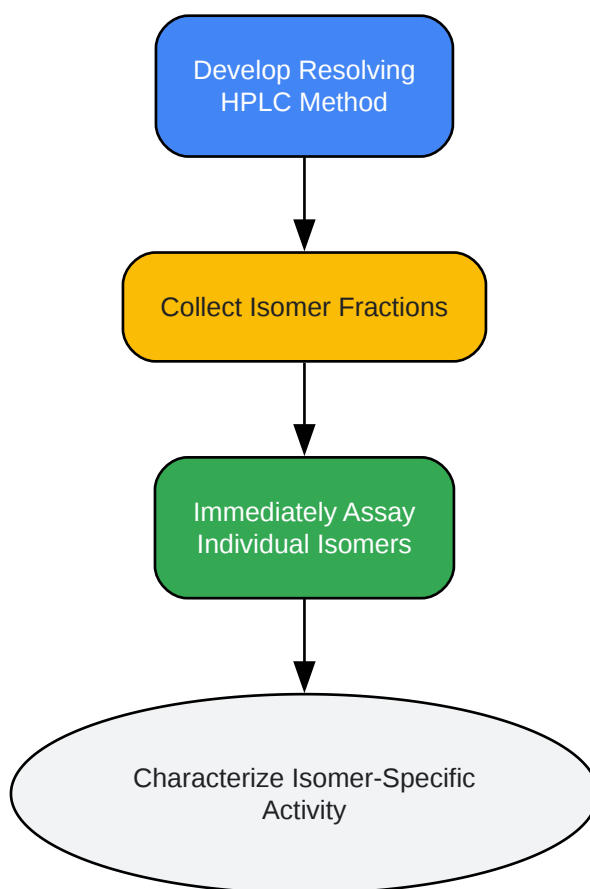 Develop Resolving
HPLC Method
Collect Isomer Fractions
Immediately Assay
Individual Isomers
Characterize Isomer-Specific
Activity